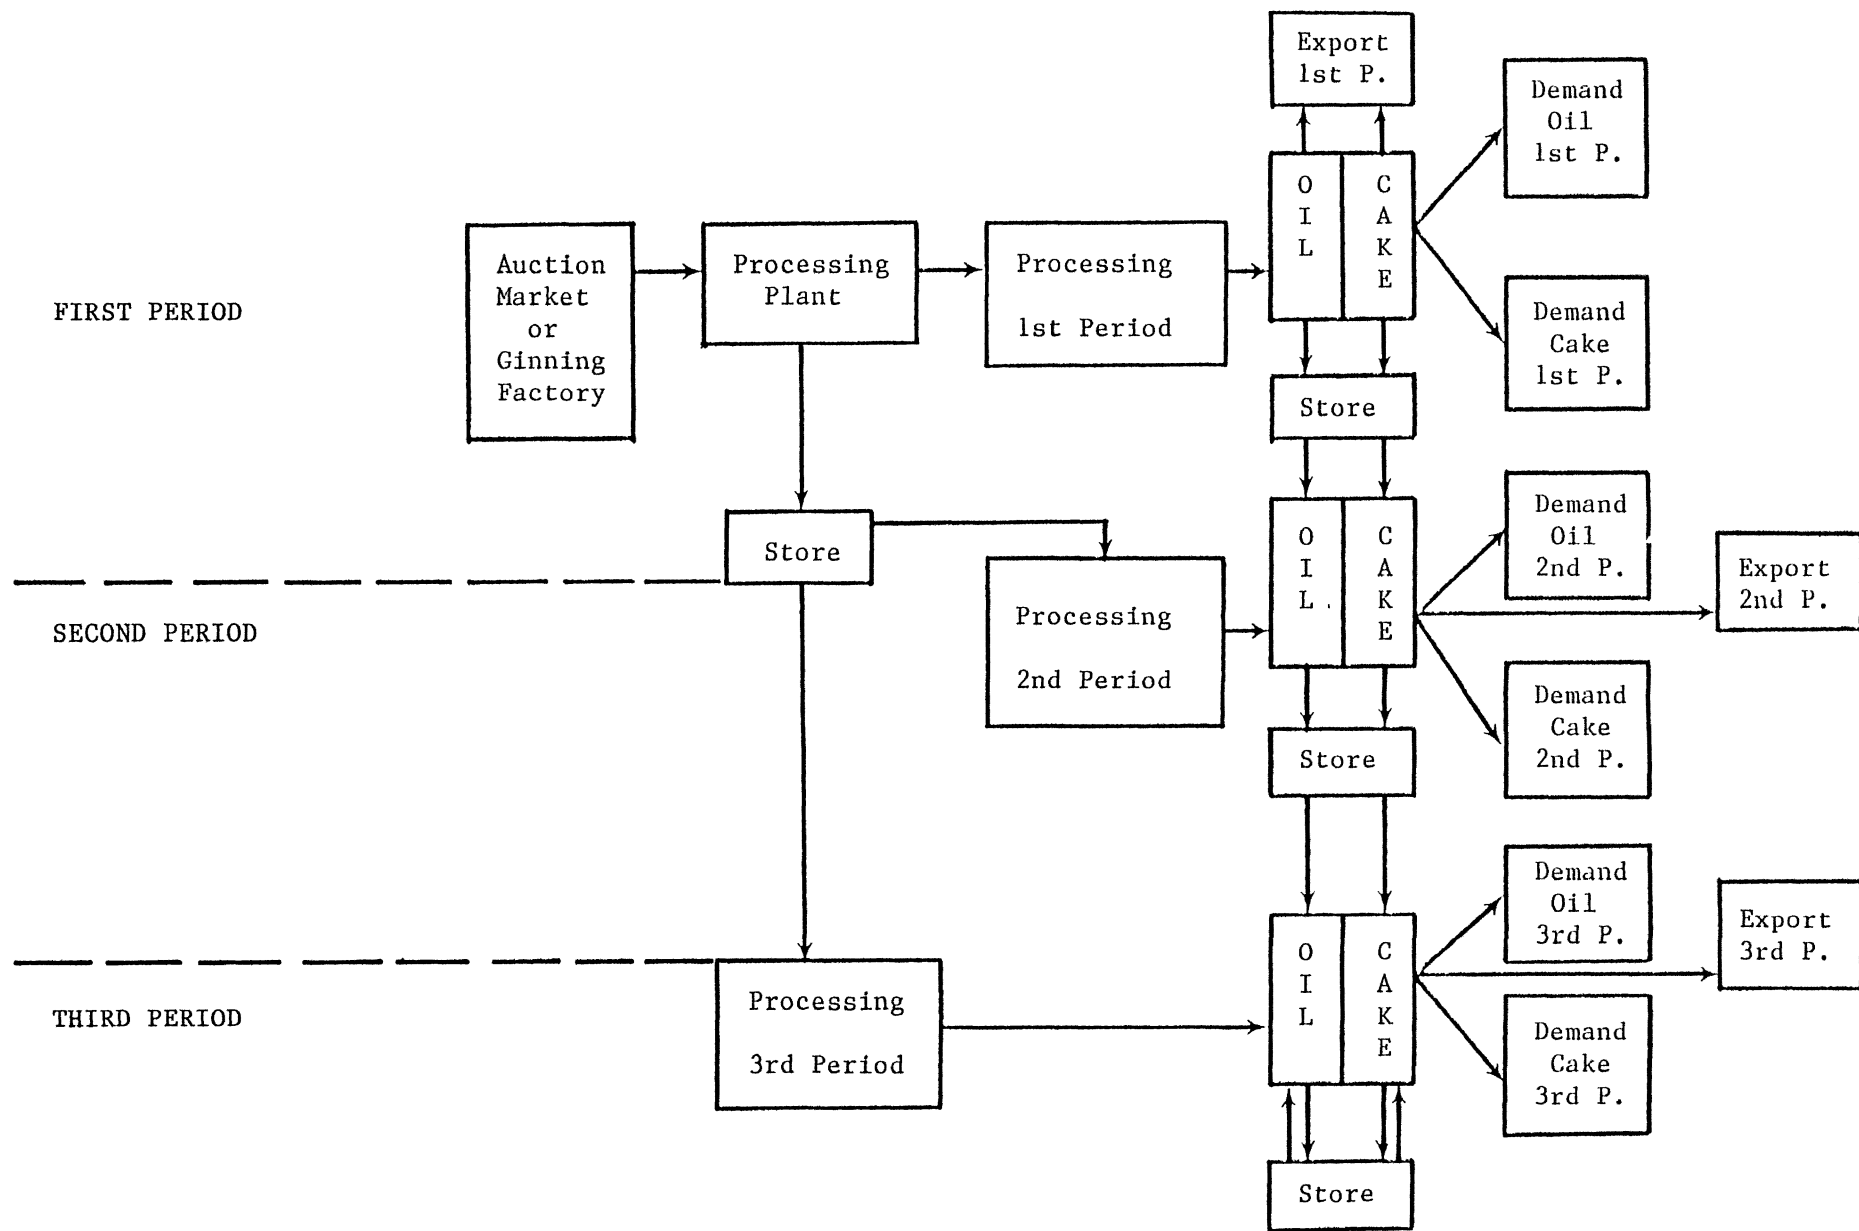 Export
1st P.
Demand
Oil
1st P.
O
I
L
C
A
K
E
FIRST PERIOD
Auction
Market
or
Ginning
Factory
Processing
Plant
Processing
1st Period
Demand
Cake
1st P.
Store
Store
SECOND PERIOD
Processing
2nd Period
O
I
L
C
A
K
E
Demand
Oil
2nd P.
Export
2nd P.
Demand
Cake
2nd P.
Store
THIRD PERIOD
Processing
3rd Period
O
I
L
C
A
K
E
Demand
Oil
3rd P.
Export
3rd P.
Demand
Cake
3rd P.
Store